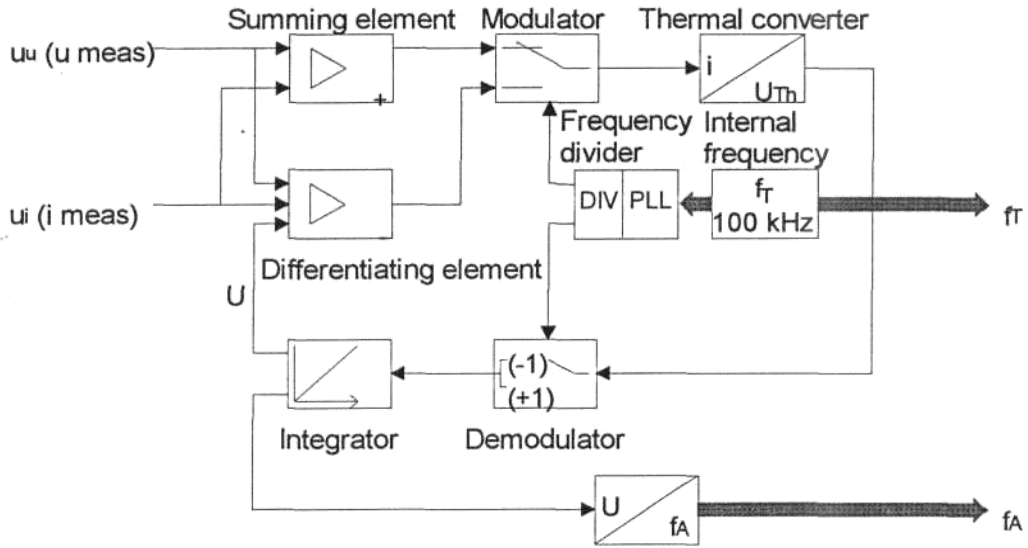 Summing element Modulator Thermal converter
uu (u meas)
+
i
UTh
Frequency divider
Internal frequency
DIV PLL
fT
100 kHz
ui (i meas)
fT
Differentiating element
U
(-1)
(+1)
Integrator Demodulator
U
fA
fA